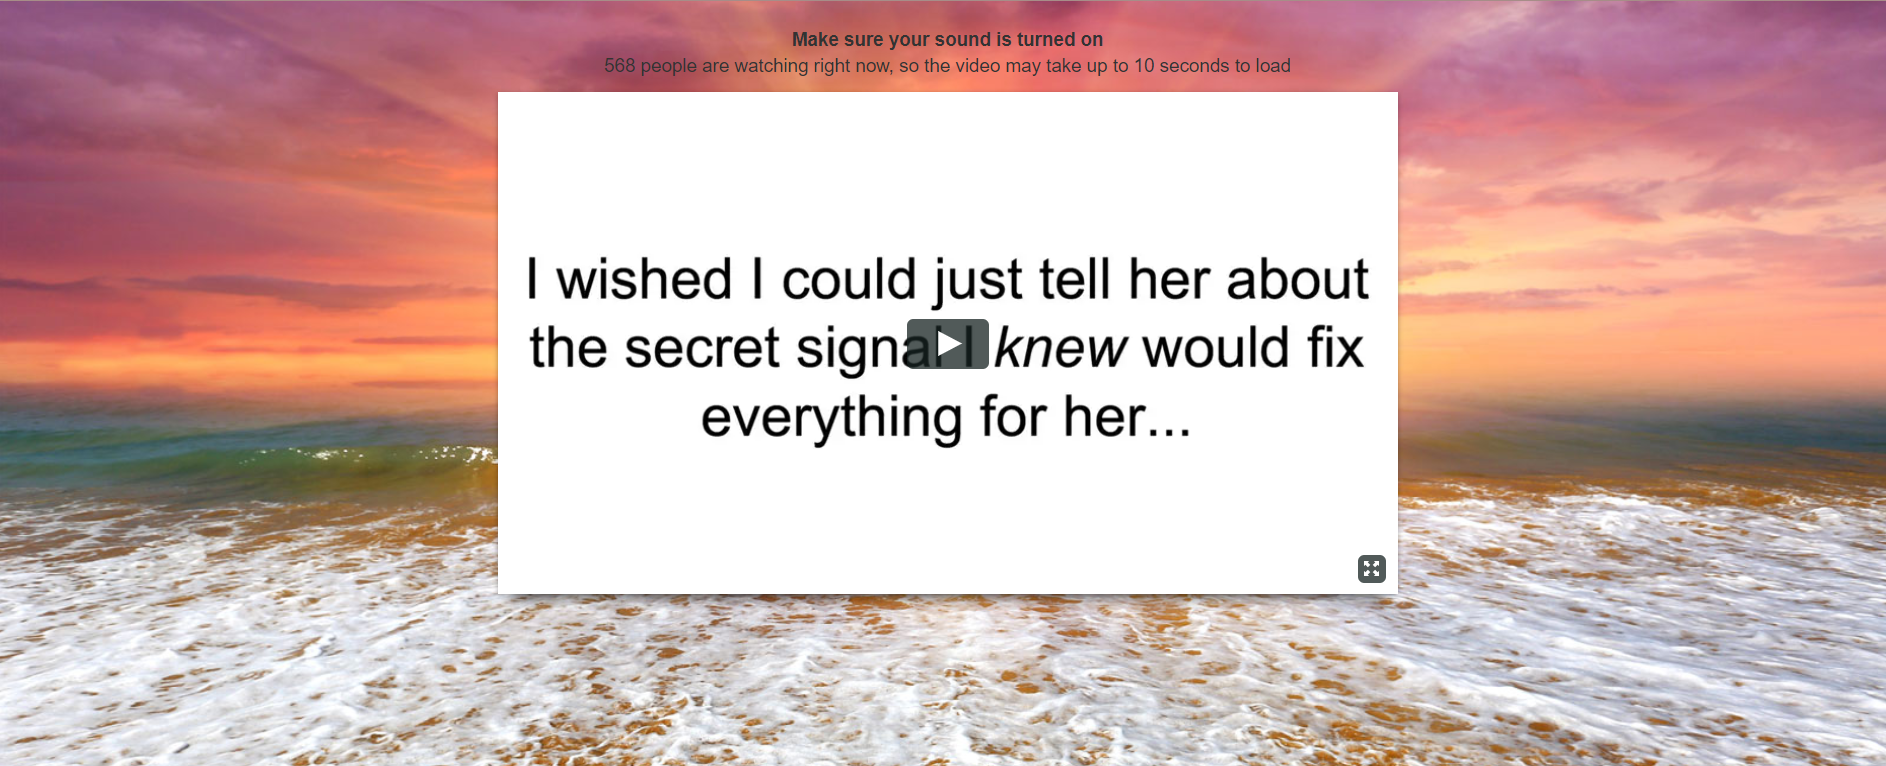 Make sure your sound is turned on
568 people are watching right now, so the video may take up to 10 seconds to load
I wished I could just tell her about
the secret signal I knew would fix
everything for her...